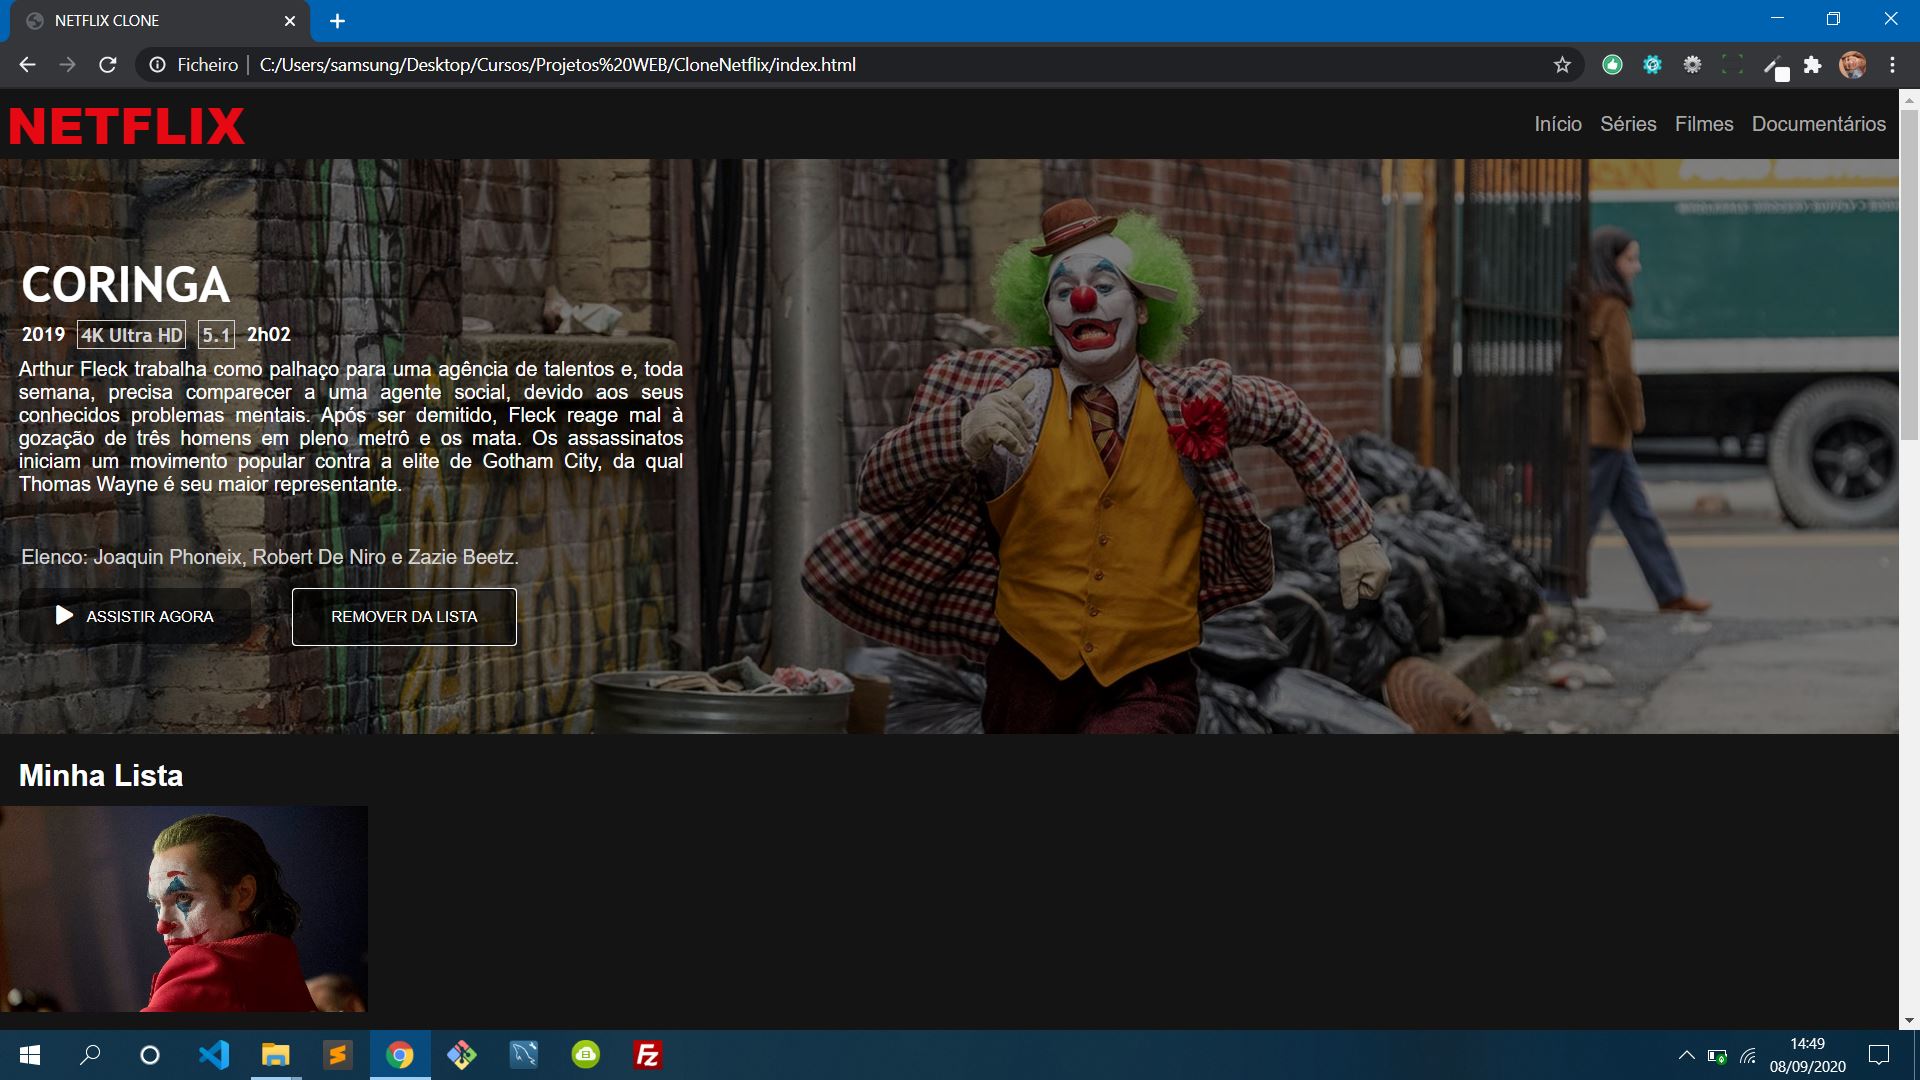 NETFLIX CLONE
Ficheiro
C:/Users/samsung/Desktop/Cursos/Projetos%20WEB/CloneNetflix/index.html
NETFLIX
Início Séries Filmes Documentários
CORINGA
2019 4K Ultra HD 5.1 2h02
Arthur Fleck trabalha como palhaço para uma agência de talentos e, toda
semana, precisa comparecer a uma agente social, devido aos seus
conhecidos problemas mentais. Após ser demitido, Fleck reage mal à
gozação de três homens em pleno metrô e os mata. Os assassinatos
iniciam um movimento popular contra a elite de Gotham City, da qual
Thomas Wayne é seu maior representante.
Elenco: Joaquin Phoneix, Robert De Niro e Zazie Beetz.
ASSISTIR AGORA REMOVER DA LISTA
Minha Lista
Fz
14:49
08/09/2020